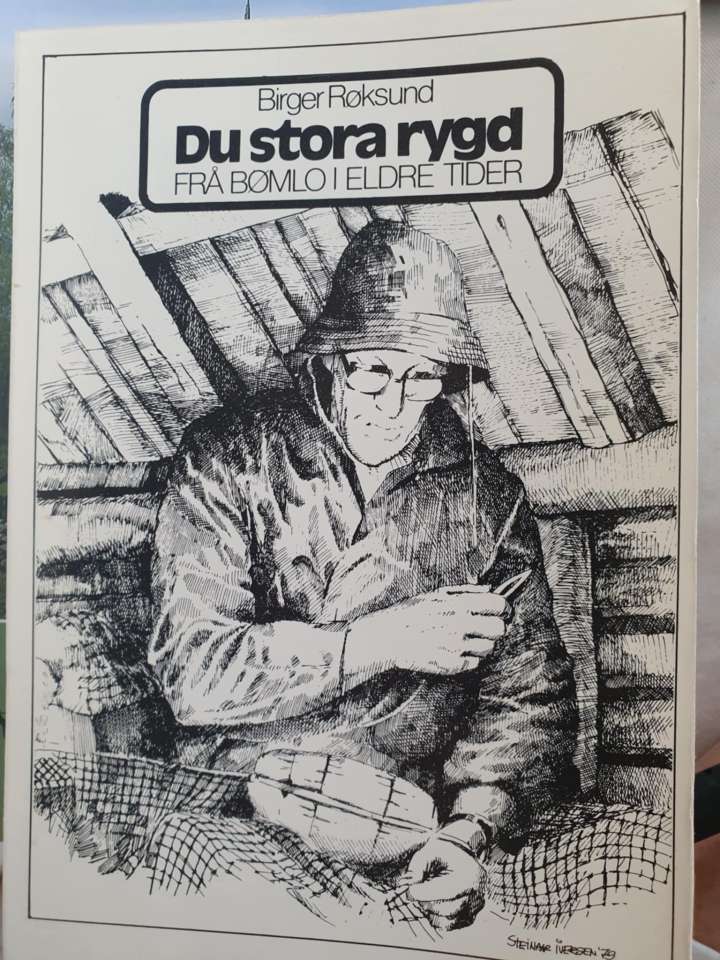 Birger Røksund
Du stora rygd
FRÅ BØMLO I ELDRE TIDER
STEINAR IVERSEN '79